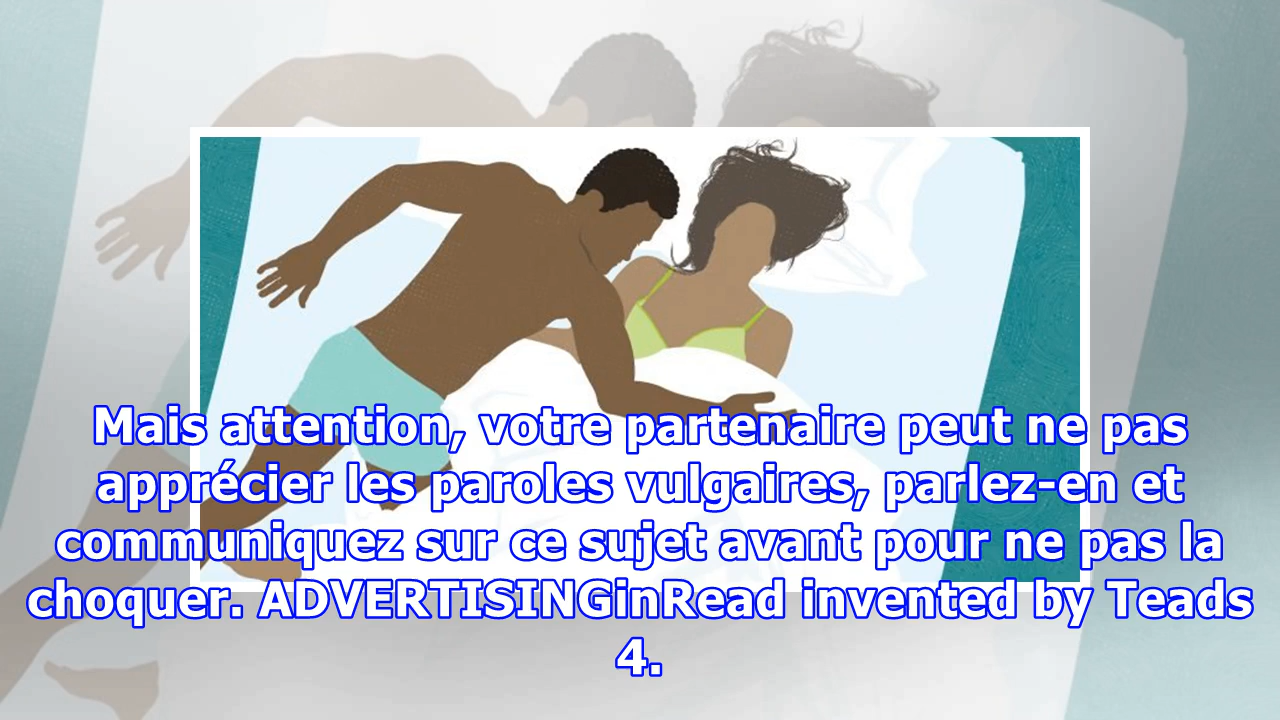 Mais attention, votre partenaire peut ne pas
apprécier les paroles vulgaires, parlez-en et
communiquez sur ce sujet avant pour ne pas la
choquer. ADVERTISINGinRead invented by Teads
4.